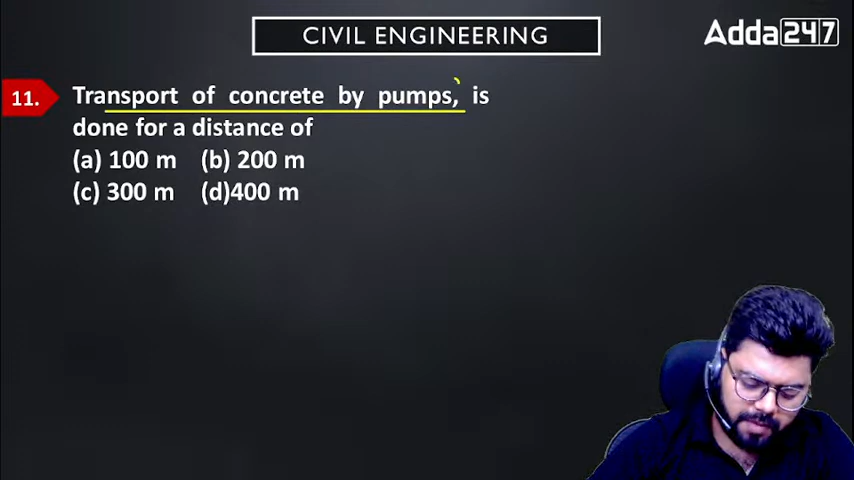 CIVIL ENGINEERING
Adda247
11.
Transport of concrete by pumps, is
done for a distance of
(a) 100 m (b) 200 m
(c) 300 m (d)400 m